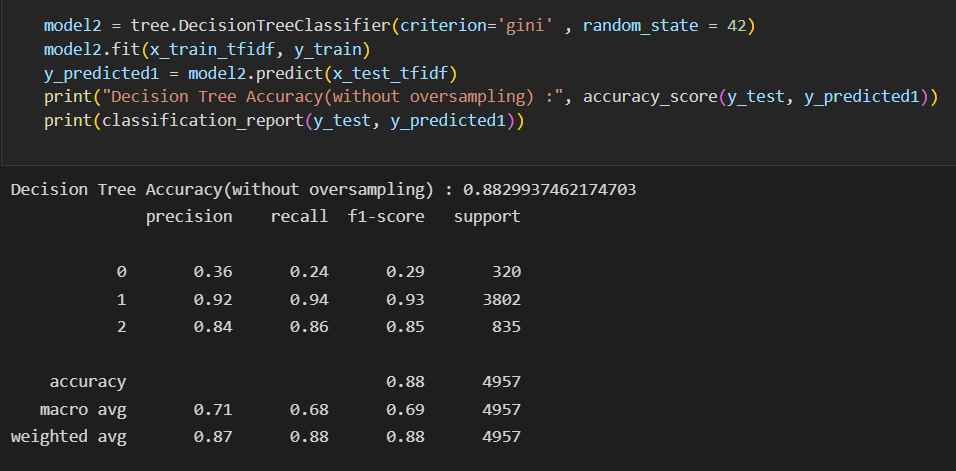 model2 = tree.DecisionTreeClassifier(criterion='gini' , random_state = 42)
model2.fit(x_train_tfidf, y_train)
y_predicted1 = model2.predict(x_test_tfidf)
print("Decision Tree Accuracy(without oversampling) :", accuracy_score(y_test, y_predicted1))
print(classification_report(y_test, y_predicted1))
Decision Tree Accuracy(without oversampling) : 0.8829937462174703
precision recall f1-score support
0 0.36 0.24 0.29 320
1 0.92 0.94 0.93 3802
2 0.84 0.86 0.85 835
accuracy 0.88 4957
macro avg 0.71 0.68 0.69 4957
weighted avg 0.87 0.88 0.88 4957